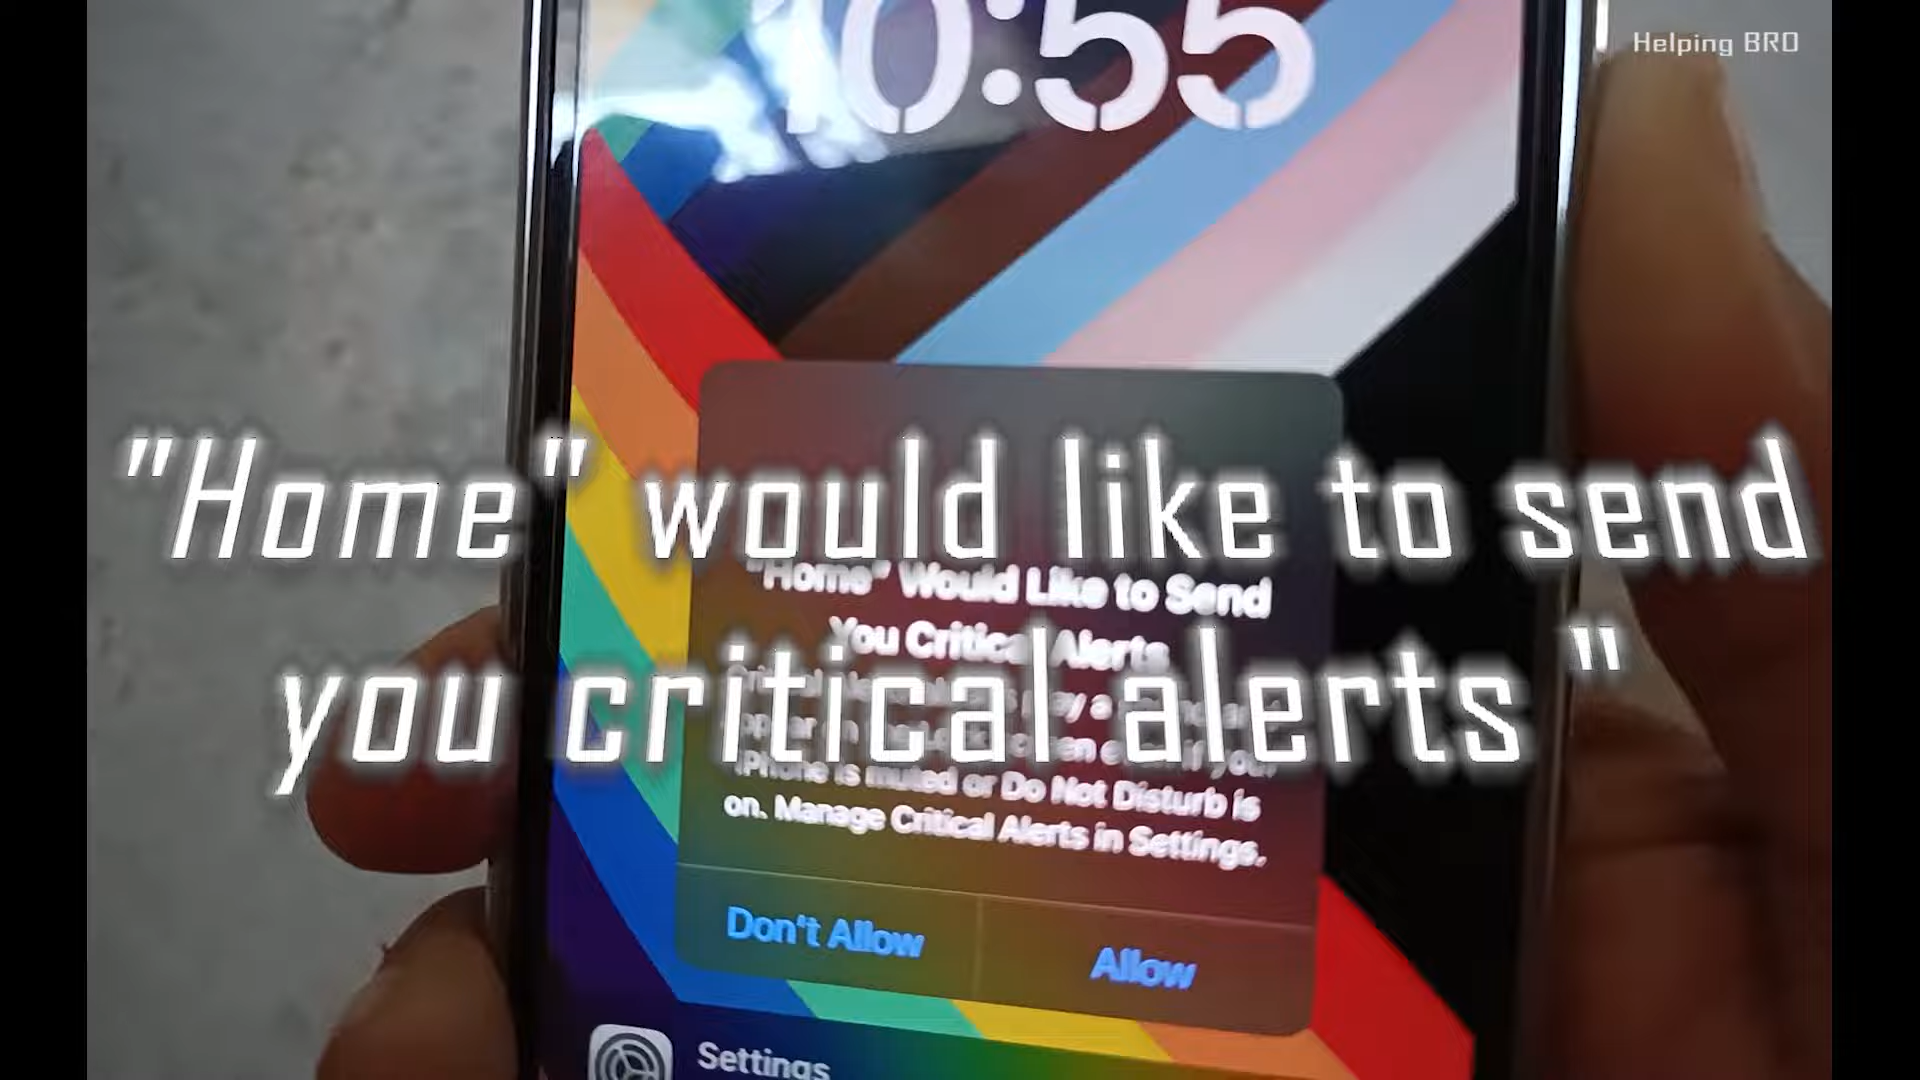 Helping BRO
10:55
"Home" would like to send
you critical alerts "
"Home" Would Like to Send
You Critical Alerts
iPhone is muted or Do Not Disturb is
on. Manage Critical Alerts in Settings.
Don't Allow
Allow
Settings